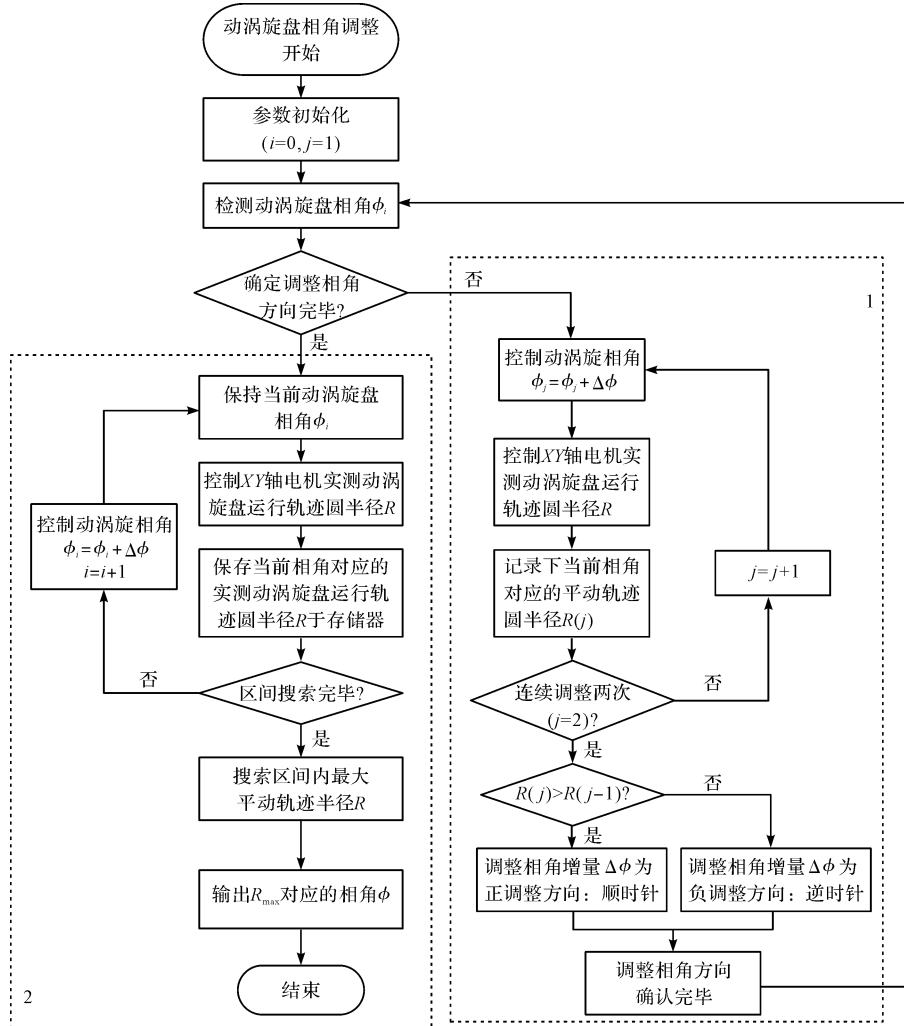 动涡旋盘相角调整
开始
参数初始化
(i=0,j=1)
检测动涡旋盘相角ϕi
确定调整相角
方向完毕?
否
是
1
控制动涡旋相角
ϕj=ϕj+Δϕ
控制XY轴电机实
测动涡旋盘运行
轨迹圆半径R
记录下当前相角
对应的平动轨迹
圆半径R(j)
j=j+1
连续调整两次
(j=2)?
否
是
R(j)>R(j-1)?
否
是
调整相角增量Δϕ为
正调整方向：顺时针
调整相角增量Δϕ为
负调整方向：逆时针
调整相角方向
确认完毕
保持当前动涡旋盘
相角ϕi
控制XY轴电机实测动涡
旋盘运行轨迹圆半径R
控制动涡旋相角
ϕi=ϕi+Δϕ
i=i+1
保存当前相角对应的
实测动涡旋盘运行轨
迹圆半径R于存储器
区间搜索完毕?
否
是
搜索区间内最大
平动轨迹半径R
输出Rmax对应的相角ϕ
结束
2